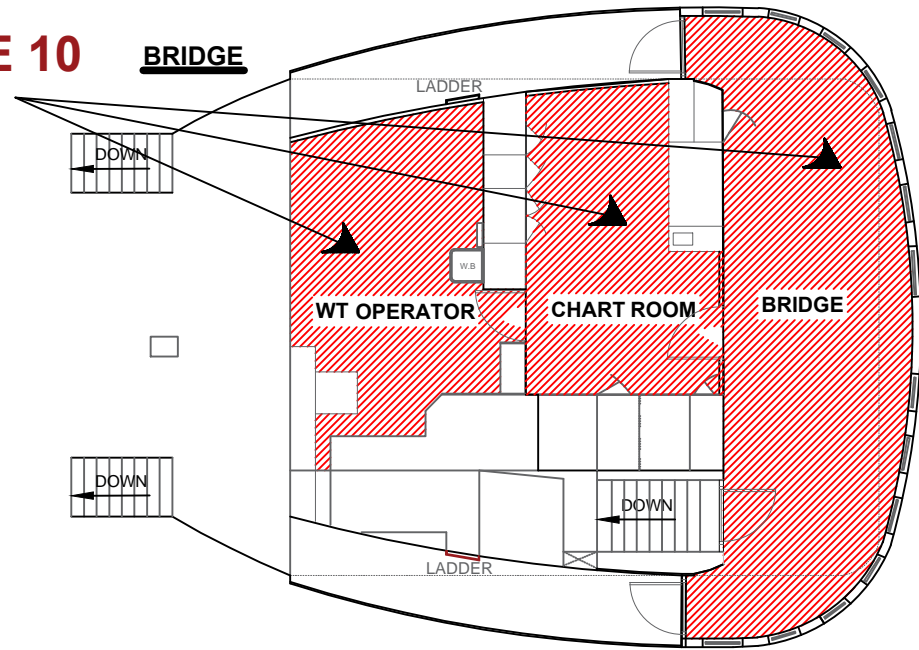 E 10
BRIDGE
LADDER
DOWN
W.B
WT OPERATOR
CHART ROOM
BRIDGE
DOWN
DOWN
LADDER